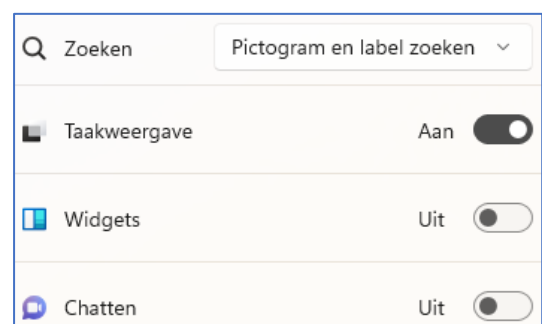 Zoeken Pictogram en label zoeken
Taakweergave Aan
Widgets Uit
Chatten Uit